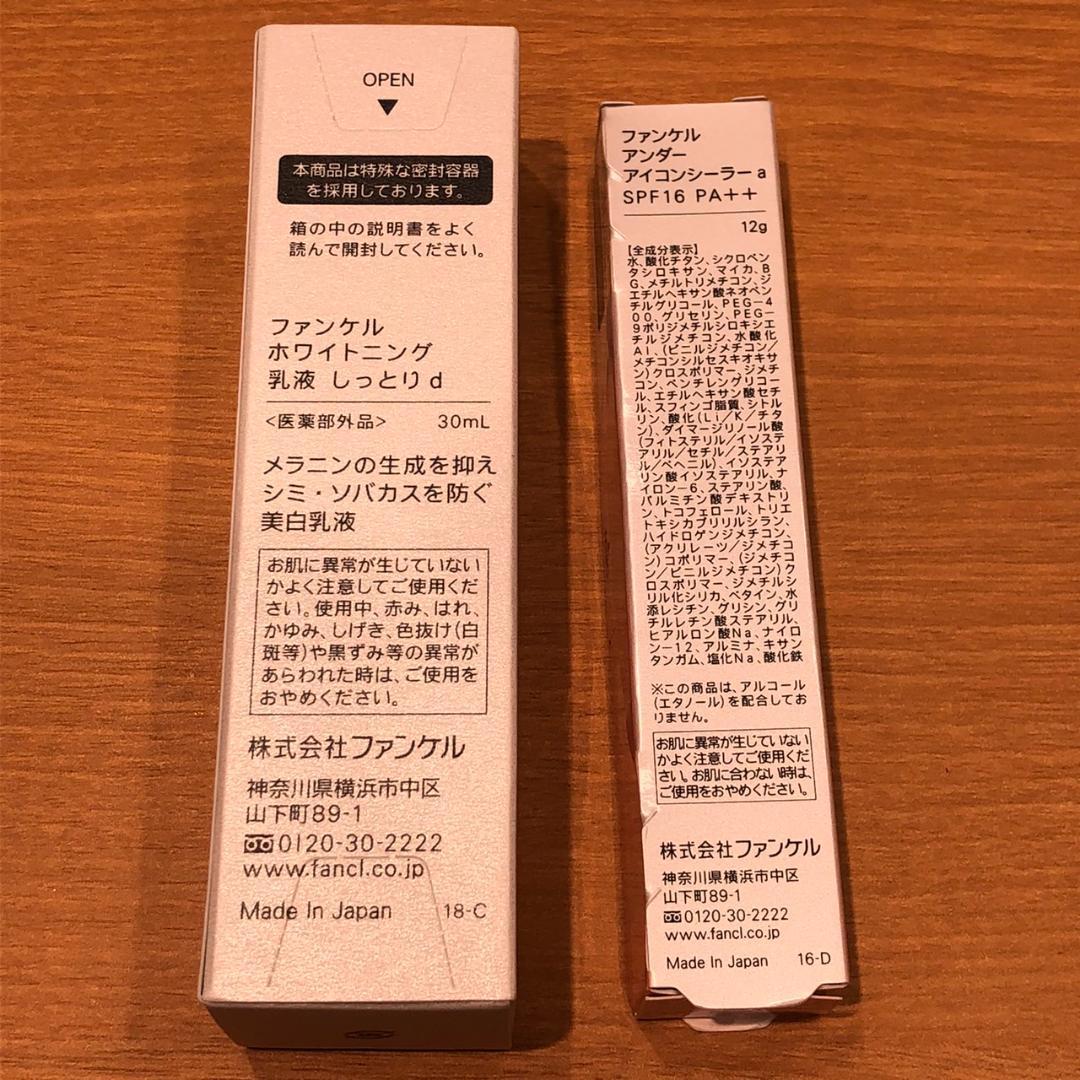 OPEN
本商品は特殊な密封容器
を採用しております。
箱の中の説明書をよく
読んで開封してください。
ファンケル
ホワイトニング
乳液 しっとり d
<医薬部外品> 30mL
メラニンの生成を抑え
シミ・ソバカスを防ぐ
美白乳液
お肌に異常が生じていない
かよく注意してご使用くだ
さい。使用中、赤み、はれ、
かゆみ、しげき、色抜け(白
斑等)や黒ずみ等の異常が
あらわれた時は、ご使用を
おやめください。
株式会社ファンケル
神奈川県横浜市中区
山下町89-1
0120-30-2222
www.fancl.co.jp
Made In Japan 18-C
ファンケル
アンダー
アイコンシーラー a
SPF16 PA++
12g
【全成分表示】
水、酸化チタン、シクロペン
タシロキサン、マイカ、B
G、メチルトリメチコン、ジ
エチルヘキサン酸ネオペン
チルグリコール、PEG-4
00、グリセリン、PEG-
9ポリジメチルシロキシエ
チルジメチコン、水酸化
Al、(ビニルジメチコン/
メチコンシルセスキオキサ
ン)クロスポリマー、ジメチ
コン、ペンチレングリコー
ル、エチルヘキサン酸セチ
ル、スフィンゴ脂質、シトル
リン、酸化(Li/K/チタ
ン)、ダイマージリノール酸
(フィトステリル/イソステ
アリル/セチル/ステアリ
ル/ベヘニル)、イソステア
リン酸イソステアリル、ナ
イロン-6、ステアリン酸、
パルミチン酸デキストリ
ン、トコフェロール、トリエ
トキシカプリリルシラン、
ハイドロゲンジメチコン、
(アクリレーツ/ジメチコ
ン)コポリマー、(ジメチコ
ン/ビニルジメチコン)ク
ロスポリマー、ジメチルシ
リル化シリカ、ベタイン、水
添レシチン、グリシン、グリ
チルレチン酸ステアリル、
ヒアルロン酸Na、ナイロ
ン-12、アルミナ、キサン
タンガム、塩化Na、酸化鉄
※この商品は、アルコール
(エタノール)を配合してお
りません。
お肌に異常が生じていない
かよく注意してご使用くだ
さい。お肌に合わない時は、
ご使用をおやめください。
株式会社ファンケル
神奈川県横浜市中区
山下町89-1
0120-30-2222
www.fancl.co.jp
Made In Japan 16-D